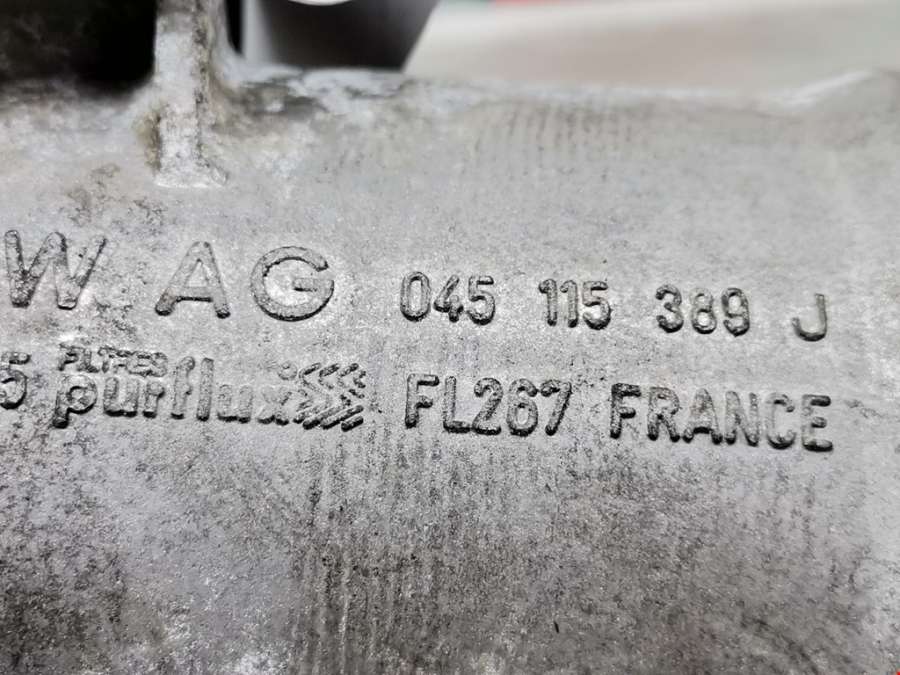 W AG 045 115 389 J
5 FILTRES purflux FL267 FRANCE